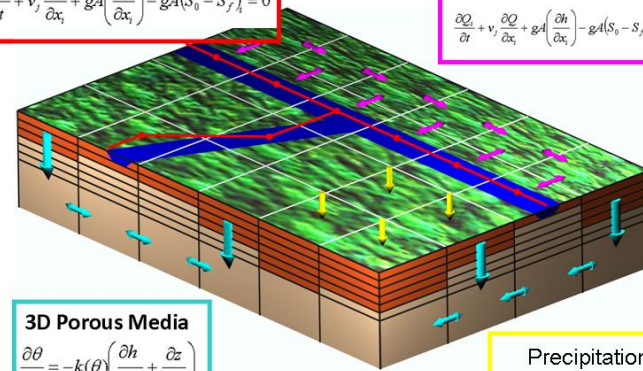 ∂x_i + v_j ∂x_i + gA(∂x_i) − gA(S_0 − S_f)_i = 0
∂Q_i/∂t + v_j ∂Q/∂x_i + gA(∂h/∂x_i) − gA(S_0 − S_f
3D Porous Media
∂θ = −k(θ)(∂h + ∂z)
Precipitation